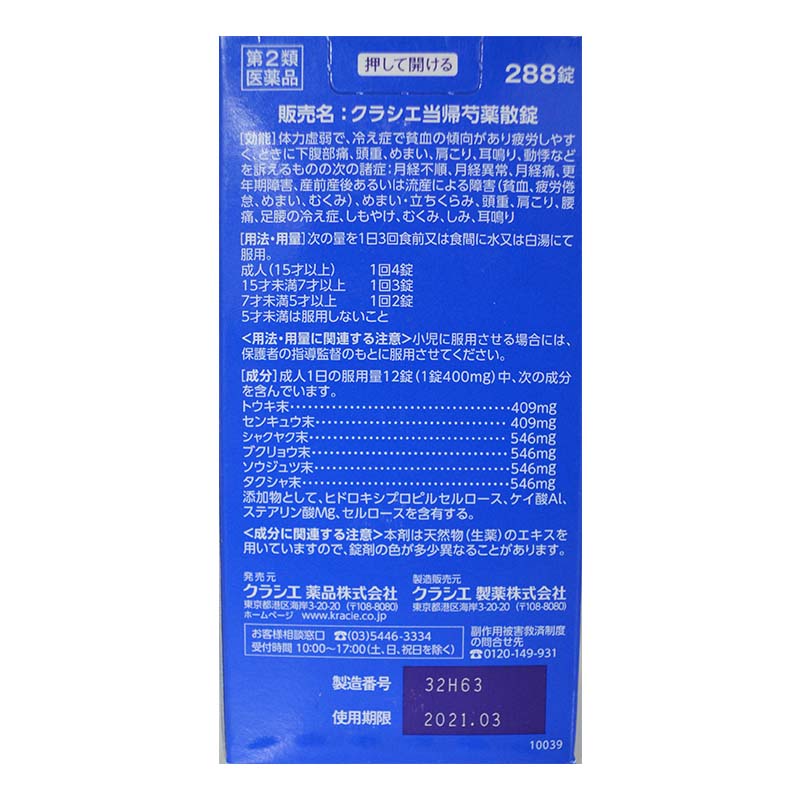 第2類
医薬品
押して開ける
288錠
販売名：クラシエ当帰芍薬散錠
[効能]体力虚弱で、冷え症で貧血の傾向があり疲労しやす
く、ときに下腹部痛、頭重、めまい、肩こり、耳鳴り、動悸など
を訴えるものの次の諸症：月経不順、月経異常、月経痛、更
年期障害、産前産後あるいは流産による障害（貧血、疲労倦
怠、めまい、むくみ）、めまい・立ちくらみ、頭重、肩こり、腰
痛、足腰の冷え症、しもやけ、むくみ、しみ、耳鳴り
[用法・用量]次の量を1日3回食前又は食間に水又は白湯にて
服用。
成人（15才以上） 1回4錠
15才未満7才以上 1回3錠
7才未満5才以上 1回2錠
5才未満は服用しないこと
<用法・用量に関連する注意>小児に服用させる場合には、
保護者の指導監督のもとに服用させてください。
[成分]成人1日の服用量12錠（1錠400mg）中、次の成分
を含んでいます。
トウキ末……………………………409mg
センキュウ末……………………………409mg
シャクヤク末……………………………546mg
ブクリョウ末……………………………546mg
ソウジュツ末……………………………546mg
タクシャ末……………………………546mg
添加物として、ヒドロキシプロピルセルロース、ケイ酸Al、
ステアリン酸Mg、セルロースを含有する。
<成分に関連する注意>本剤は天然物（生薬）のエキスを
用いていますので、錠剤の色が多少異なることがあります。
発売元
クラシエ 薬品株式会社
東京都港区海岸3-20-20（〒108-8080）
ホームページ www.kracie.co.jp
製造販売元
クラシエ 製薬株式会社
東京都港区海岸3-20-20（〒108-8080）
お客様相談窓口 ☎(03)5446-3334
受付時間 10:00〜17:00（土、日、祝日を除く）
副作用被害救済制度
の問合せ先
☎0120-149-931
製造番号 32H63
使用期限 2021.03
10039